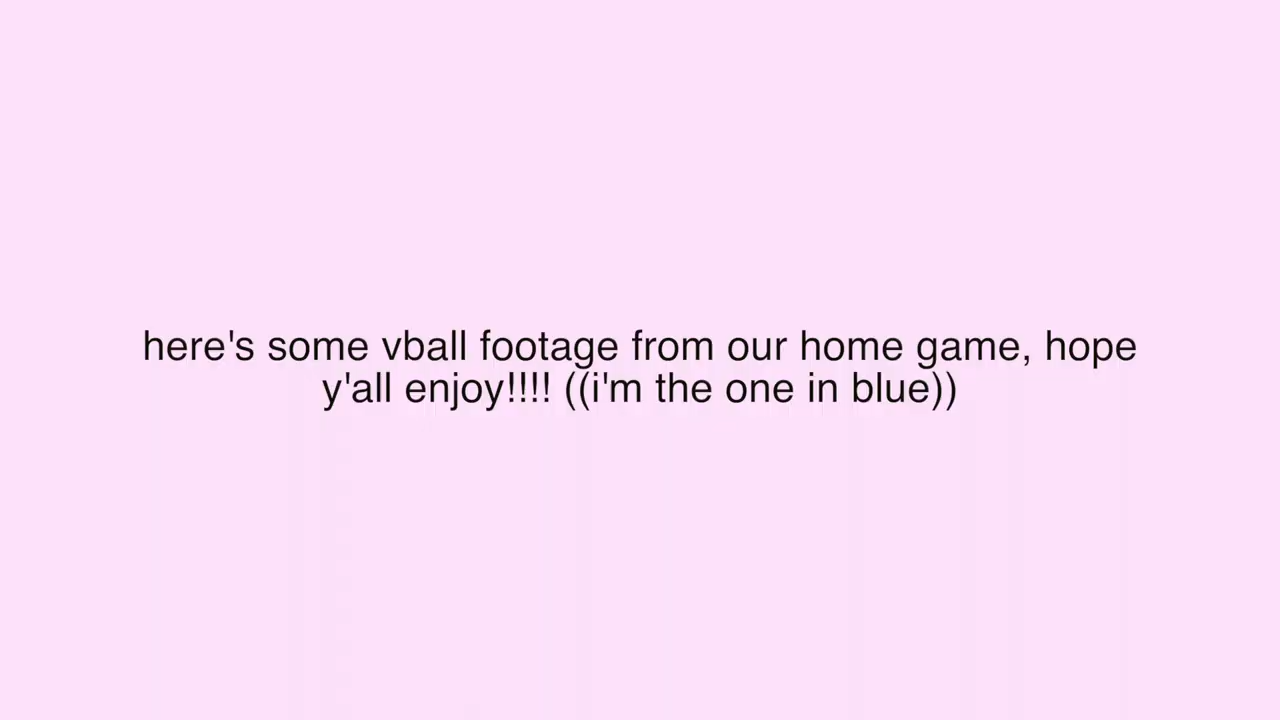 here's some vball footage from our home game, hope
y'all enjoy!!!! ((i'm the one in blue))